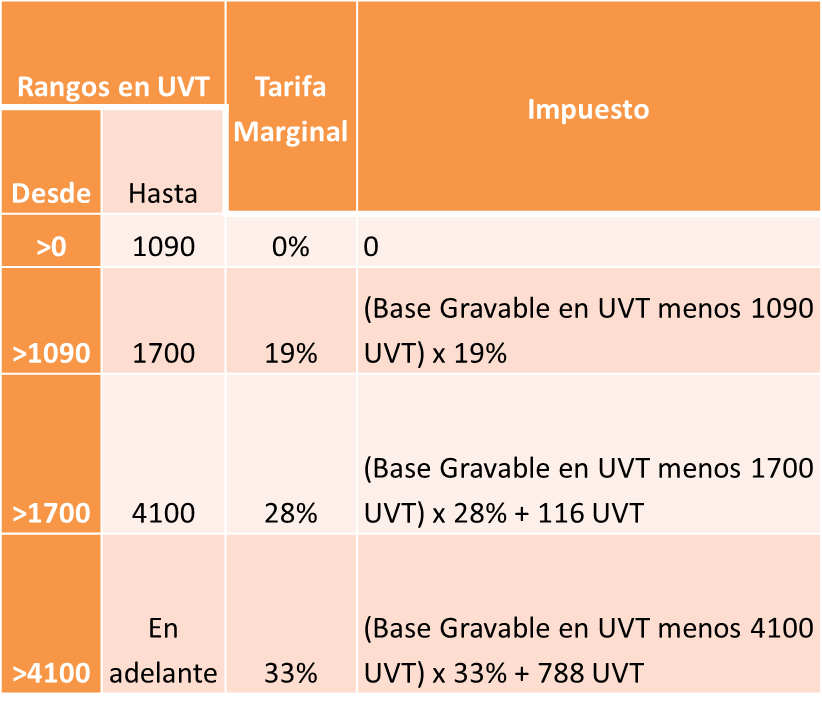 Rangos en UVT
Tarifa
Marginal
Impuesto
Desde
Hasta
>0
1090
0%
0
>1090
1700
19%
(Base Gravable en UVT menos 1090
UVT) x 19%
>1700
4100
28%
(Base Gravable en UVT menos 1700
UVT) x 28% + 116 UVT
>4100
En
adelante
33%
(Base Gravable en UVT menos 4100
UVT) x 33% + 788 UVT